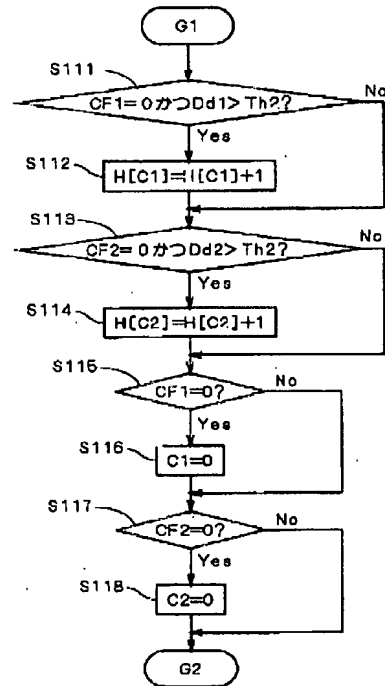 G1
S111
No
CF1=0かつDd1>Th2?
Yes
S112
H[C1]=H[C1]+1
S113
No
CF2=0かつDd2>Th2?
Yes
S114
H[C2]=H[C2]+1
S115
No
CF1=0?
Yes
S116
C1=0
S117
No
CF2=0?
Yes
S118
C2=0
G2